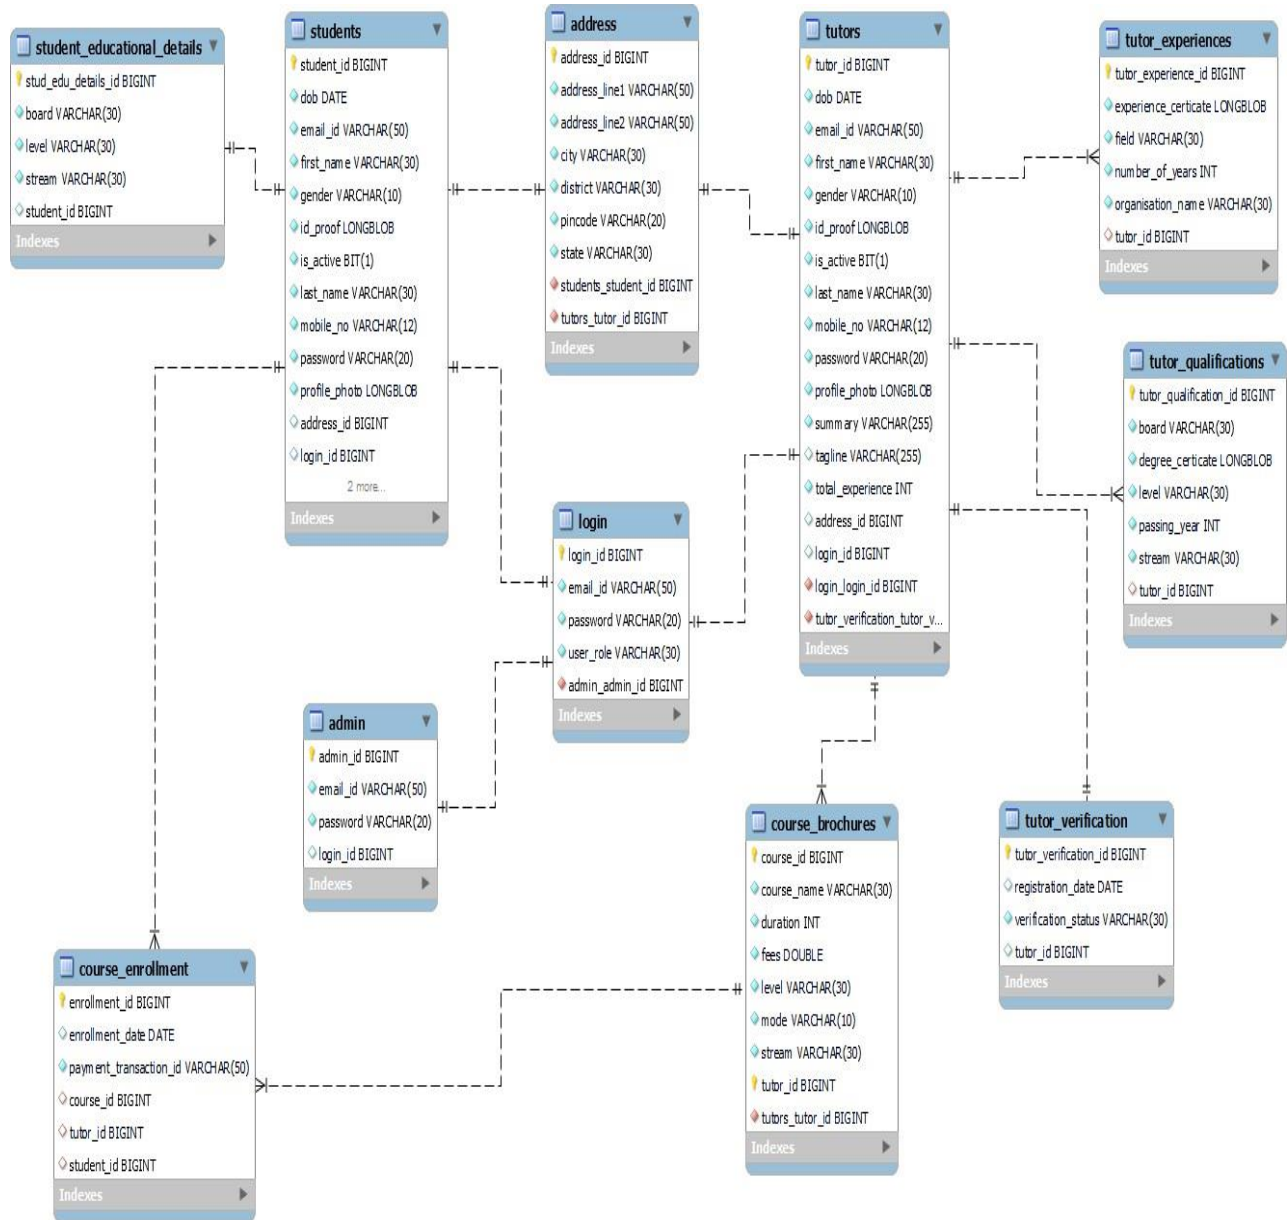 student_educational_details
stud_edu_details_id BIGINT
board VARCHAR(30)
level VARCHAR(30)
stream VARCHAR(30)
student_id BIGINT
Indexes
students
student_id BIGINT
dob DATE
email_id VARCHAR(50)
first_name VARCHAR(30)
gender VARCHAR(10)
id_proof LONGBLOB
is_active BIT(1)
last_name VARCHAR(30)
mobile_no VARCHAR(12)
password VARCHAR(20)
profile_photo LONGBLOB
address_id BIGINT
login_id BIGINT
2 more...
Indexes
address
address_id BIGINT
address_line1 VARCHAR(50)
address_line2 VARCHAR(50)
city VARCHAR(30)
district VARCHAR(30)
pincode VARCHAR(20)
state VARCHAR(30)
students_student_id BIGINT
tutors_tutor_id BIGINT
Indexes
tutors
tutor_id BIGINT
dob DATE
email_id VARCHAR(50)
first_name VARCHAR(30)
gender VARCHAR(10)
id_proof LONGBLOB
is_active BIT(1)
last_name VARCHAR(30)
mobile_no VARCHAR(12)
password VARCHAR(20)
profile_photo LONGBLOB
summary VARCHAR(255)
tagline VARCHAR(255)
total_experience INT
address_id BIGINT
login_id BIGINT
login_login_id BIGINT
tutor_verification_tutor_v...
Indexes
tutor_experiences
tutor_experience_id BIGINT
experience_certicate LONGBLOB
field VARCHAR(30)
number_of_years INT
organisation_name VARCHAR(30)
tutor_id BIGINT
Indexes
tutor_qualifications
tutor_qualification_id BIGINT
board VARCHAR(30)
degree_certicate LONGBLOB
level VARCHAR(30)
passing_year INT
stream VARCHAR(30)
tutor_id BIGINT
Indexes
login
login_id BIGINT
email_id VARCHAR(50)
password VARCHAR(20)
user_role VARCHAR(30)
admin_admin_id BIGINT
Indexes
admin
admin_id BIGINT
email_id VARCHAR(50)
password VARCHAR(20)
login_id BIGINT
Indexes
course_brochures
course_id BIGINT
course_name VARCHAR(30)
duration INT
fees DOUBLE
level VARCHAR(30)
mode VARCHAR(10)
stream VARCHAR(30)
tutor_id BIGINT
tutors_tutor_id BIGINT
Indexes
tutor_verification
tutor_verification_id BIGINT
registration_date DATE
verification_status VARCHAR(30)
tutor_id BIGINT
Indexes
course_enrollment
enrollment_id BIGINT
enrollment_date DATE
payment_transaction_id VARCHAR(50)
course_id BIGINT
tutor_id BIGINT
student_id BIGINT
Indexes